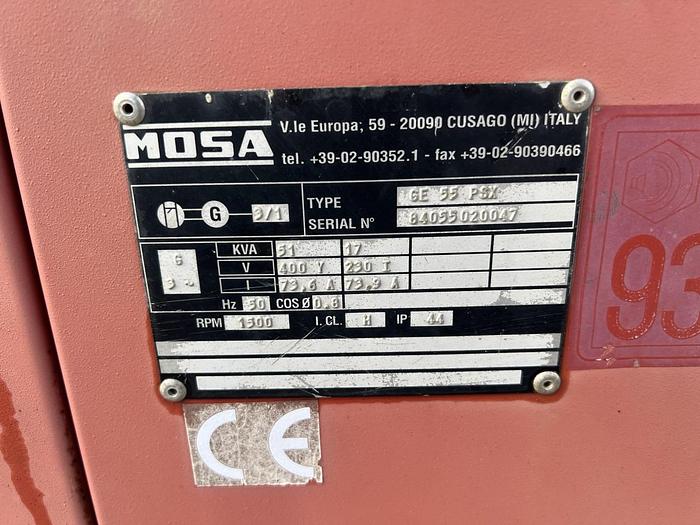 MOSA
V.le Europa, 59 - 20090 CUSAGO (MI) ITALY
tel. +39-02-90352.1 - fax +39-02-90390466
G 3/1
TYPE GE 55 PSX
SERIAL N° 84055020047
G 3~
KVA 51 17
V 400 Y 230 I
I 73,6 A 73,9 A
Hz 50 COS Ø 0.8
RPM 1500 I. CL. H IP 44
93
CE